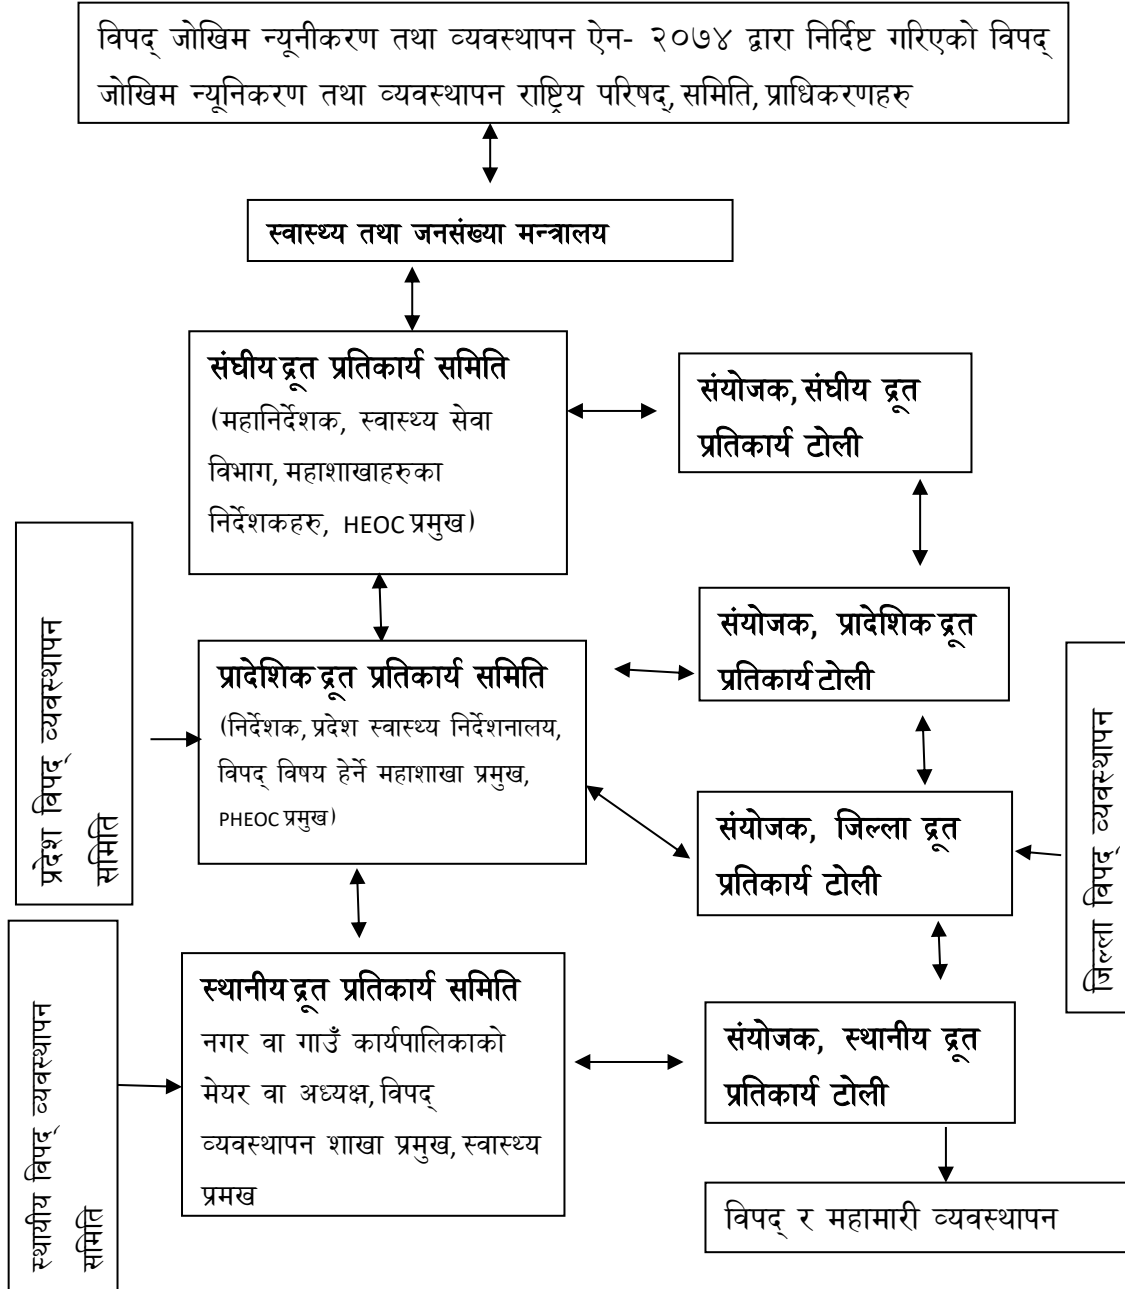 विपद् जोखिम न्यूनीकरण तथा व्यवस्थापन ऐन- २०७४ द्वारा निर्दिष्ट गरिएको विपद्
जोखिम न्यूनिकरण तथा व्यवस्थापन राष्ट्रिय परिषद्, समिति, प्राधिकरणहरु
स्वास्थ्य तथा जनसंख्या मन्त्रालय
संघीय द्रूत प्रतिकार्य समिति
(महानिर्देशक, स्वास्थ्य सेवा
विभाग, महाशाखाहरुका
निर्देशकहरु, HEOC प्रमुख)
संयोजक, संघीय द्रूत
प्रतिकार्य टोली
प्रदेश विपद् व्यवस्थापन
समिति
प्रादेशिक द्रूत प्रतिकार्य समिति
(निर्देशक, प्रदेश स्वास्थ्य निर्देशनालय,
विपद् विषय हेर्ने महाशाखा प्रमुख,
PHEOC प्रमुख)
संयोजक, प्रादेशिक द्रूत
प्रतिकार्य टोली
संयोजक, जिल्ला द्रूत
प्रतिकार्य टोली
जिल्ला विपद् व्यवस्थापन
स्थायीय विपद् व्यवस्थापन
समिति
स्थानीय द्रूत प्रतिकार्य समिति
नगर वा गाउँ कार्यपालिकाको
मेयर वा अध्यक्ष, विपद्
व्यवस्थापन शाखा प्रमुख, स्वास्थ्य
प्रमख
संयोजक, स्थानीय द्रूत
प्रतिकार्य टोली
विपद् र महामारी व्यवस्थापन